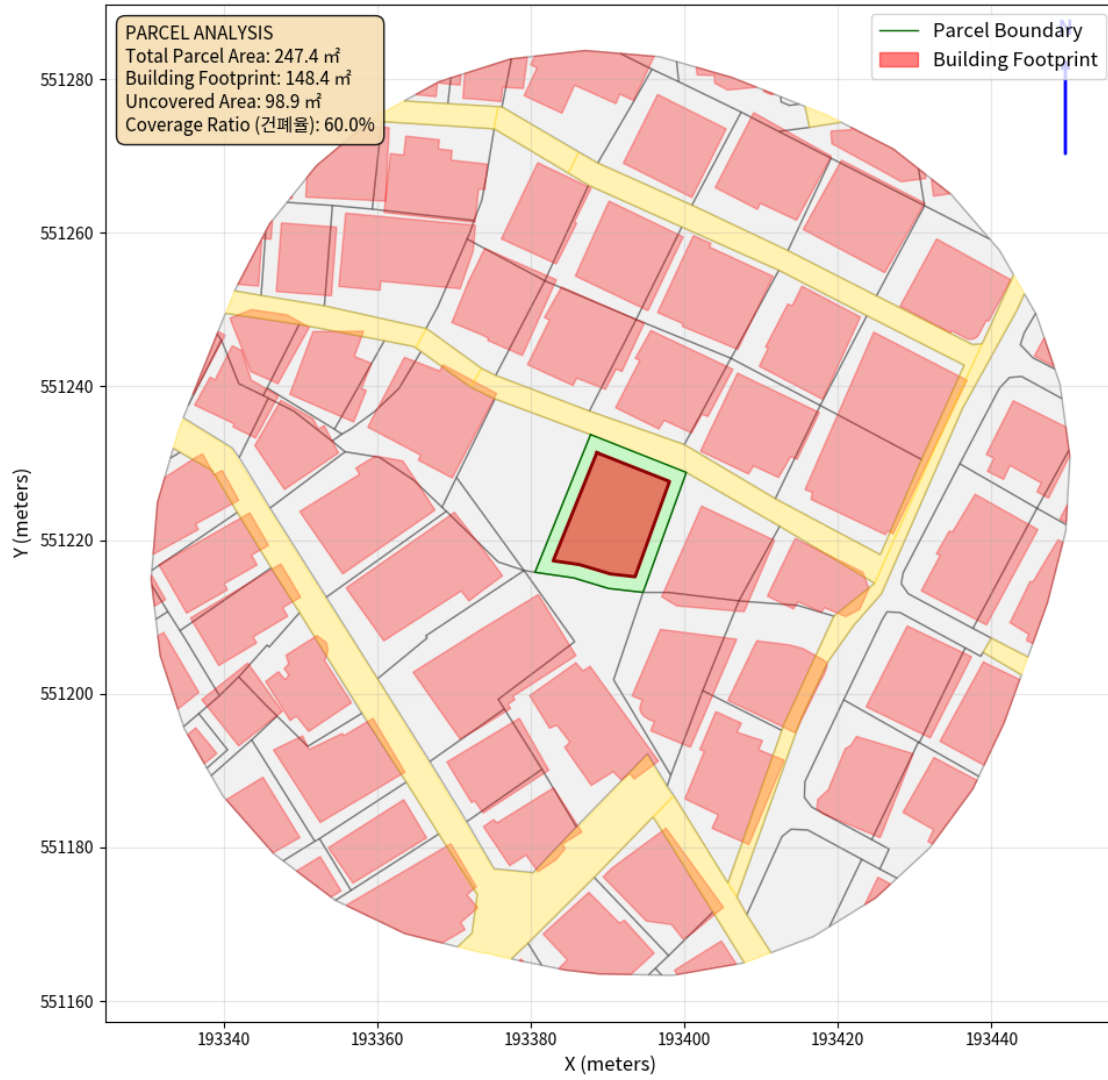 PARCEL ANALYSIS
Total Parcel Area: 247.4 ㎡
Building Footprint: 148.4 ㎡
Uncovered Area: 98.9 ㎡
Coverage Ratio (건폐율): 60.0%
N
Parcel Boundary
Building Footprint
551280
551260
551240
551220
551200
551180
551160
Y (meters)
193340
193360
193380
193400
193420
193440
X (meters)